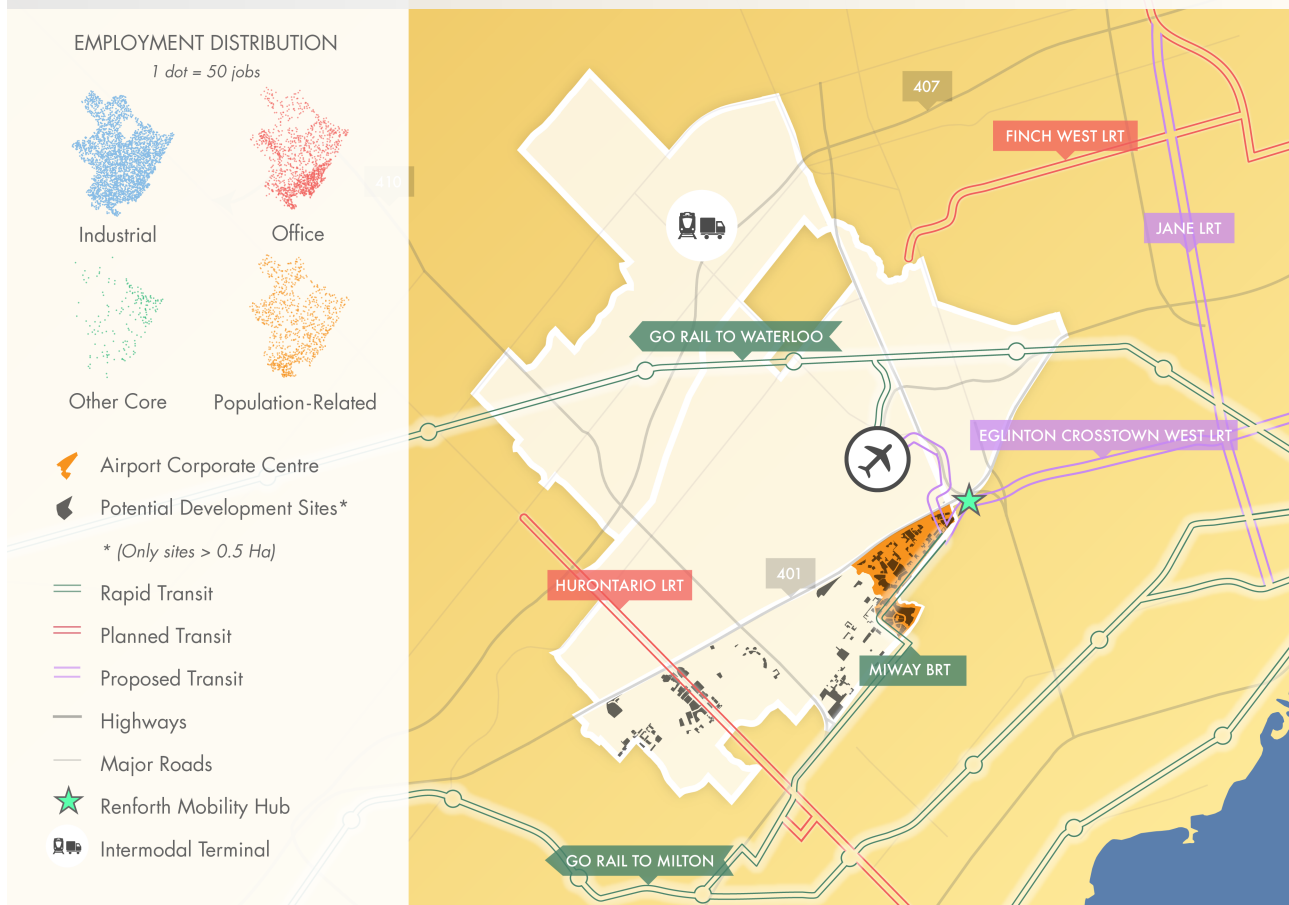 EMPLOYMENT DISTRIBUTION
1 dot = 50 jobs
Industrial
Office
Other Core
Population-Related
Airport Corporate Centre
Potential Development Sites*
* (Only sites > 0.5 Ha)
Rapid Transit
Planned Transit
Proposed Transit
Highways
Major Roads
Renforth Mobility Hub
Intermodal Terminal
410
407
FINCH WEST LRT
JANE LRT
GO RAIL TO WATERLOO
EGLINTON CROSSTOWN WEST LRT
401
HURONTARIO LRT
MIWAY BRT
GO RAIL TO MILTON